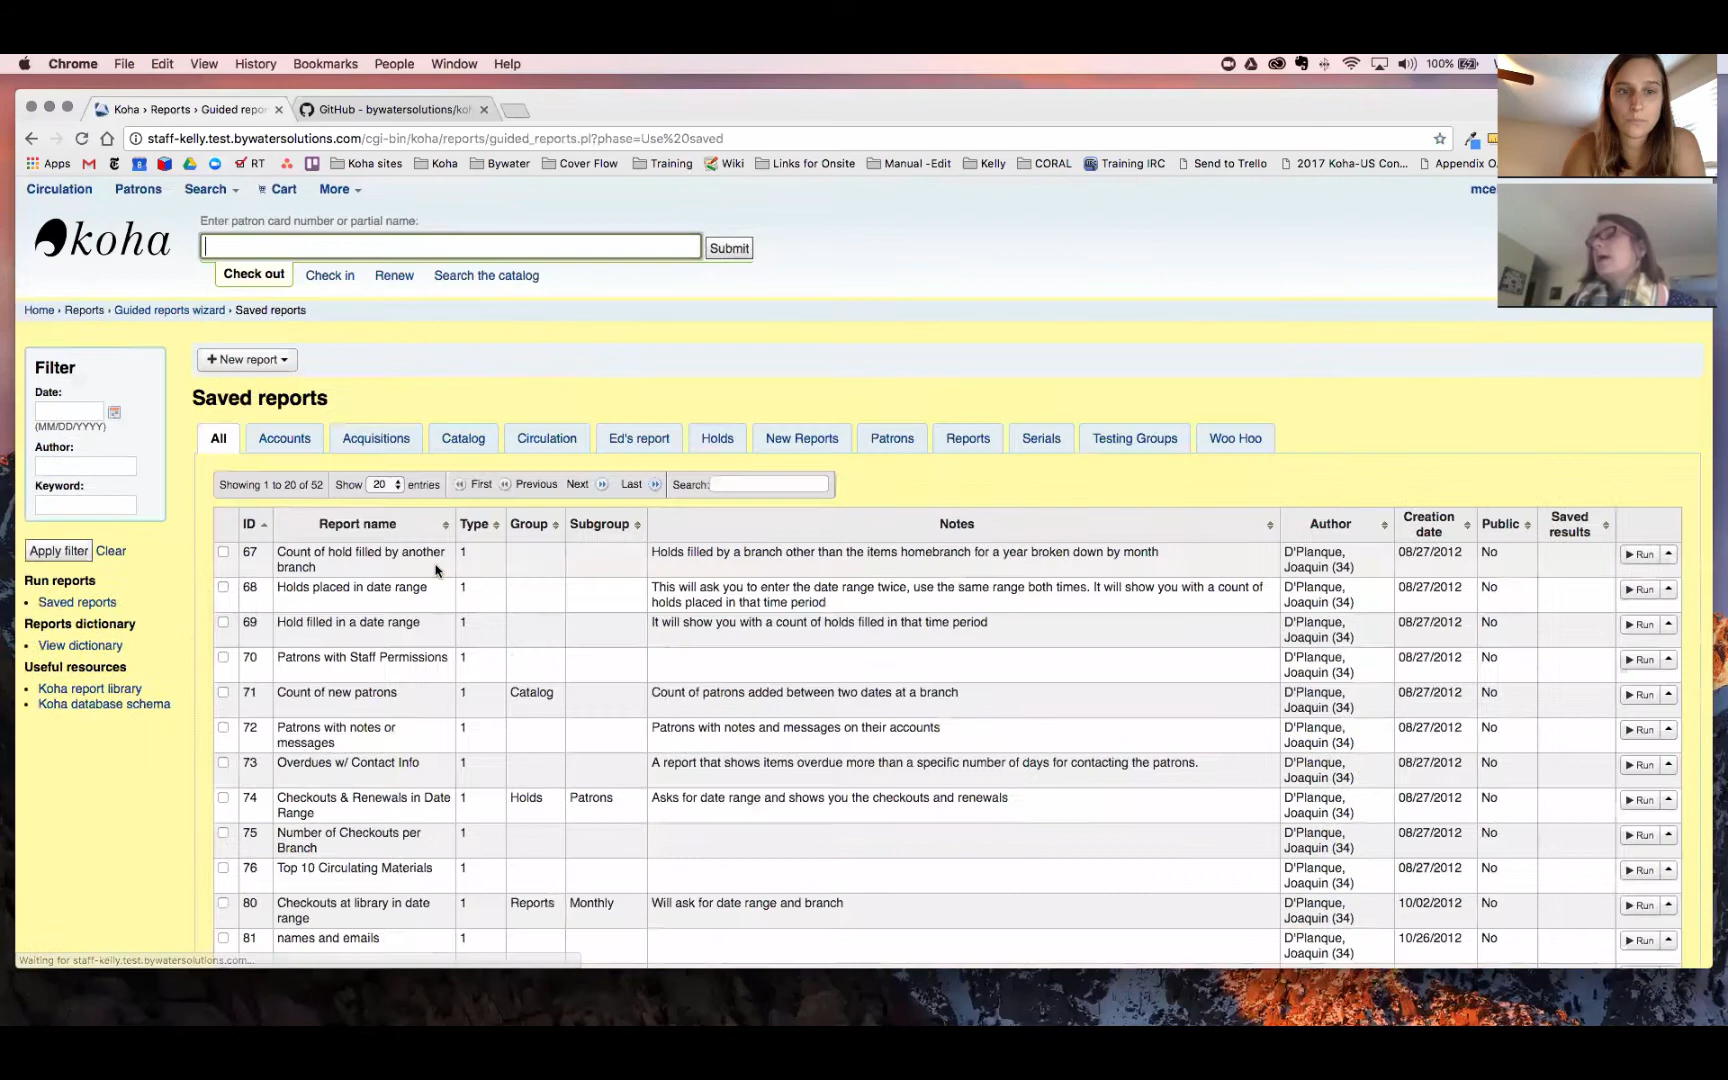 Chrome File Edit View History Bookmarks People Window Help 100%
Koha › Reports › Guided repo GitHub - bywatersolutions/ko
staff-kelly.test.bywatersolutions.com/cgi-bin/koha/reports/guided_reports.pl?phase=Use%20saved
Apps RT Koha sites Koha Bywater Cover Flow Training Wiki Links for Onsite Manual -Edit Kelly CORAL Training IRC Send to Trello 2017 Koha-US Con... Appendix
Circulation Patrons Search Cart More mce
koha
Enter patron card number or partial name:
Submit
Check out Check in Renew Search the catalog
Home › Reports › Guided reports wizard › Saved reports
Filter
Date:
(MM/DD/YYYY)
Author:
Keyword:
Apply filter Clear
Run reports
• Saved reports
Reports dictionary
• View dictionary
Useful resources
• Koha report library
• Koha database schema
+ New report
Saved reports
All Accounts Acquisitions Catalog Circulation Ed's report Holds New Reports Patrons Reports Serials Testing Groups Woo Hoo
Showing 1 to 20 of 52 Show 20 entries First Previous Next Last Search:
ID Report name Type Group Subgroup Notes Author Creation date Public Saved results
67 Count of hold filled by another branch 1 Holds filled by a branch other than the items homebranch for a year broken down by month D'Planque, Joaquin (34) 08/27/2012 No Run
68 Holds placed in date range 1 This will ask you to enter the date range twice, use the same range both times. It will show you with a count of holds placed in that time period D'Planque, Joaquin (34) 08/27/2012 No Run
69 Hold filled in a date range 1 It will show you with a count of holds filled in that time period D'Planque, Joaquin (34) 08/27/2012 No Run
70 Patrons with Staff Permissions 1 D'Planque, Joaquin (34) 08/27/2012 No Run
71 Count of new patrons 1 Catalog Count of patrons added between two dates at a branch D'Planque, Joaquin (34) 08/27/2012 No Run
72 Patrons with notes or messages 1 Patrons with notes and messages on their accounts D'Planque, Joaquin (34) 08/27/2012 No Run
73 Overdues w/ Contact Info 1 A report that shows items overdue more than a specific number of days for contacting the patrons. D'Planque, Joaquin (34) 08/27/2012 No Run
74 Checkouts & Renewals in Date Range 1 Holds Patrons Asks for date range and shows you the checkouts and renewals D'Planque, Joaquin (34) 08/27/2012 No Run
75 Number of Checkouts per Branch 1 D'Planque, Joaquin (34) 08/27/2012 No Run
76 Top 10 Circulating Materials 1 D'Planque, Joaquin (34) 08/27/2012 No Run
80 Checkouts at library in date range 1 Reports Monthly Will ask for date range and branch D'Planque, Joaquin (34) 10/02/2012 No Run
81 names and emails 1 D'Planque, Joaquin (34) 10/26/2012 No Run
Waiting for staff-kelly.test.bywatersolutions.com...